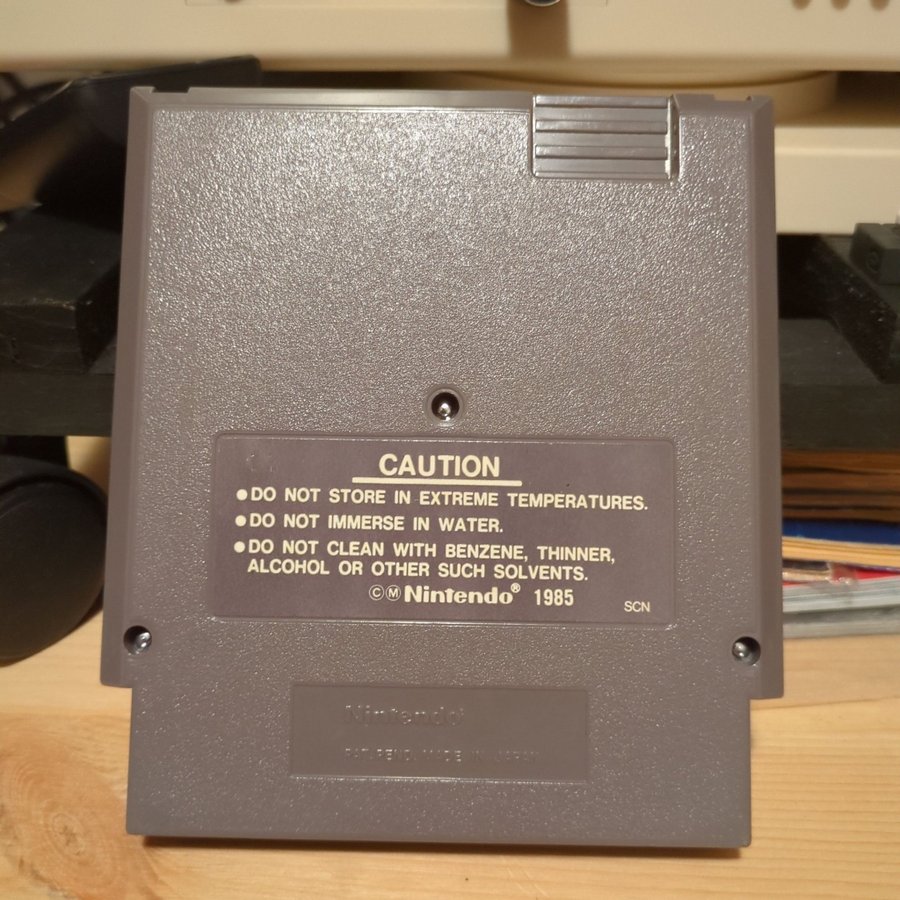 CAUTION
●DO NOT STORE IN EXTREME TEMPERATURES.
●DO NOT IMMERSE IN WATER.
●DO NOT CLEAN WITH BENZENE, THINNER,
ALCOHOL OR OTHER SUCH SOLVENTS.
ⒸⓂNintendo® 1985
SCN
Nintendo®
PAT. PEND. MADE IN JAPAN